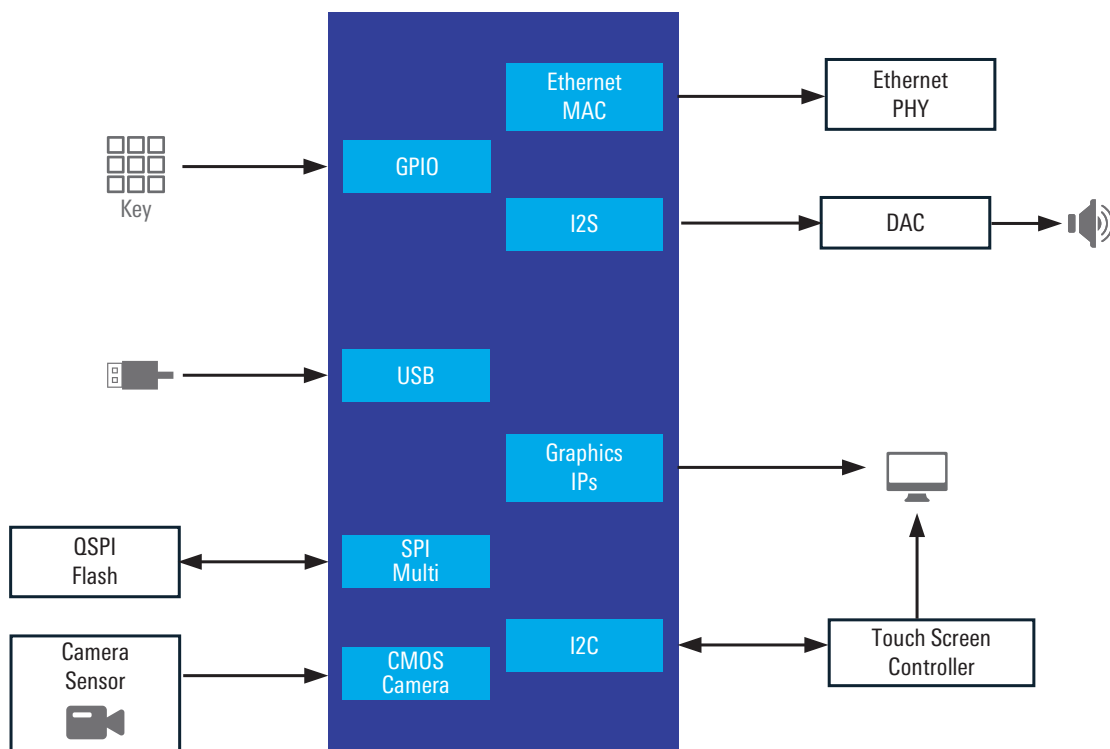 Ethernet
MAC
Ethernet
PHY
Key
GPIO
I2S
DAC
USB
Graphics
IPs
QSPI
Flash
SPI
Multi
Camera
Sensor
CMOS
Camera
I2C
Touch Screen
Controller